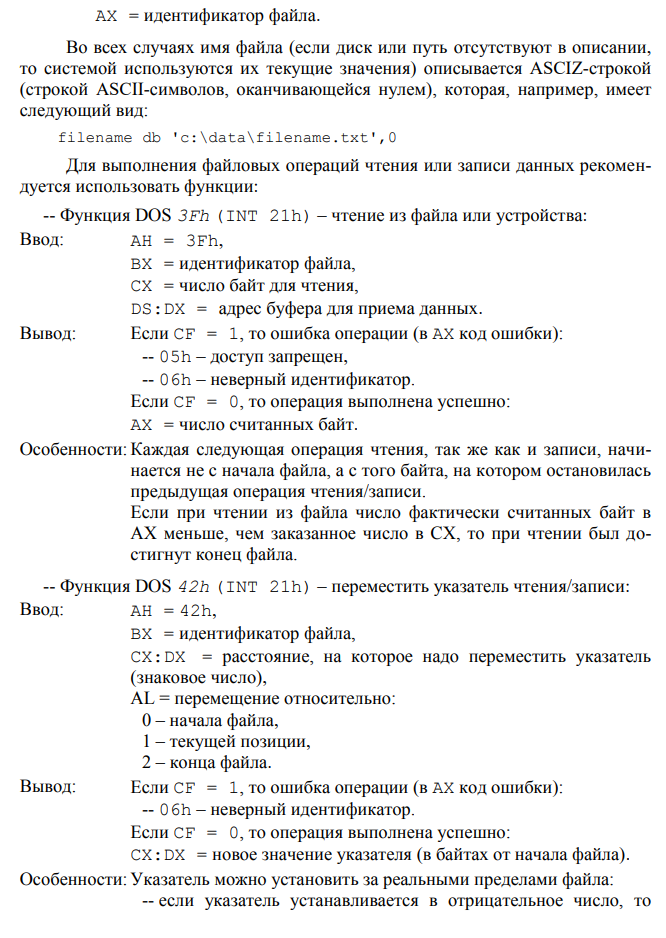 AX = идентификатор файла.
Во всех случаях имя файла (если диск или путь отсутствуют в описании,
то системой используются их текущие значения) описывается ASCIZ-строкой
(строкой ASCII-символов, оканчивающейся нулем), которая, например, имеет
следующий вид:
filename db 'c:\data\filename.txt',0
Для выполнения файловых операций чтения или записи данных рекомен-
дуется использовать функции:
-- Функция DOS 3Fh (INT 21h) – чтение из файла или устройства:
Ввод: AH = 3Fh,
BX = идентификатор файла,
CX = число байт для чтения,
DS:DX = адрес буфера для приема данных.
Вывод: Если CF = 1, то ошибка операции (в AX код ошибки):
-- 05h – доступ запрещен,
-- 06h – неверный идентификатор.
Если CF = 0, то операция выполнена успешно:
AX = число считанных байт.
Особенности: Каждая следующая операция чтения, так же как и записи, начи-
нается не с начала файла, а с того байта, на котором остановилась
предыдущая операция чтения/записи.
Если при чтении из файла число фактически считанных байт в
AX меньше, чем заказанное число в CX, то при чтении был до-
стигнут конец файла.
-- Функция DOS 42h (INT 21h) – переместить указатель чтения/записи:
Ввод: AH = 42h,
BX = идентификатор файла,
CX:DX = расстояние, на которое надо переместить указатель
(знаковое число),
AL = перемещение относительно:
0 – начала файла,
1 – текущей позиции,
2 – конца файла.
Вывод: Если CF = 1, то ошибка операции (в AX код ошибки):
-- 06h – неверный идентификатор.
Если CF = 0, то операция выполнена успешно:
CX:DX = новое значение указателя (в байтах от начала файла).
Особенности: Указатель можно установить за реальными пределами файла:
-- если указатель устанавливается в отрицательное число, то